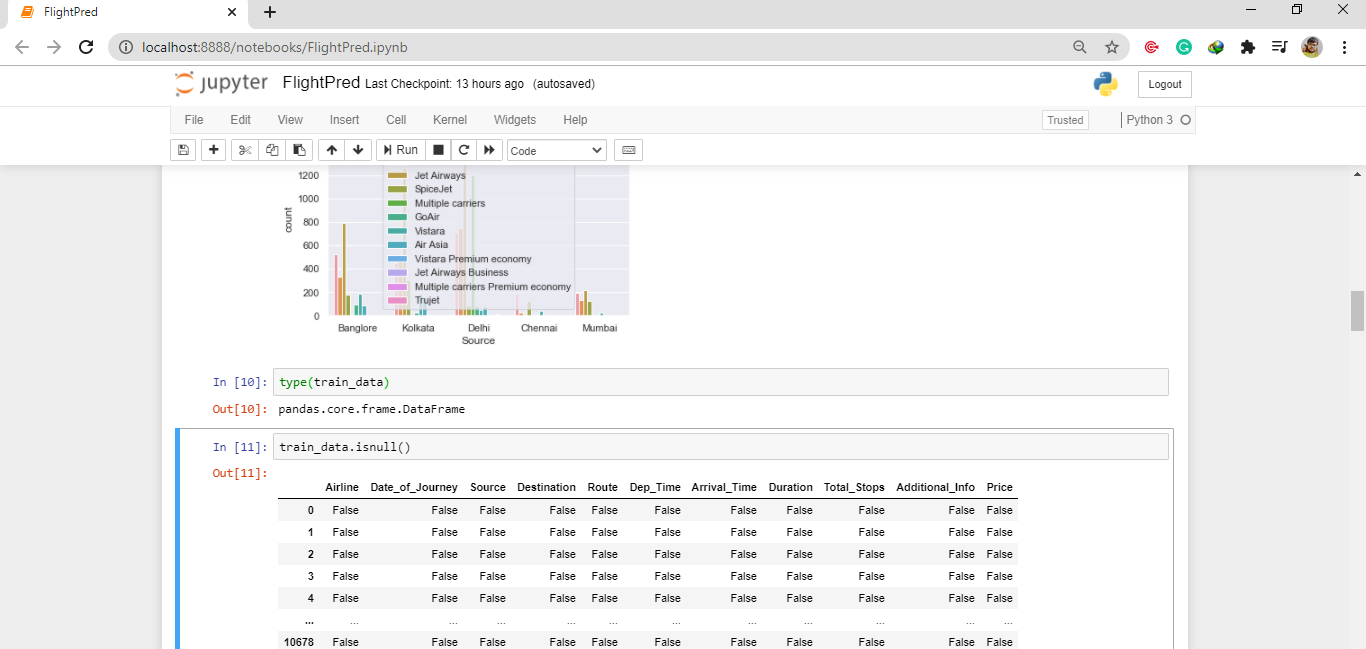 FlightPred
localhost:8888/notebooks/FlightPred.ipynb
jupyter FlightPred Last Checkpoint: 13 hours ago (autosaved)
Logout
File Edit View Insert Cell Kernel Widgets Help
Trusted Python 3
Run Code
1200
1000
800
600
400
200
0
count
Jet Airways
SpiceJet
Multiple carriers
GoAir
Vistara
Air Asia
Vistara Premium economy
Jet Airways Business
Multiple carriers Premium economy
Trujet
Banglore Kolkata Delhi Chennai Mumbai
Source
In [10]: type(train_data)
Out[10]: pandas.core.frame.DataFrame
In [11]: train_data.isnull()
Out[11]:
Airline Date_of_Journey Source Destination Route Dep_Time Arrival_Time Duration Total_Stops Additional_Info Price
0 False False False False False False False False False False False
1 False False False False False False False False False False False
2 False False False False False False False False False False False
3 False False False False False False False False False False False
4 False False False False False False False False False False False
... ... ... ... ... ... ... ... ... ... ... ...
10678 False False False False False False False False False False False